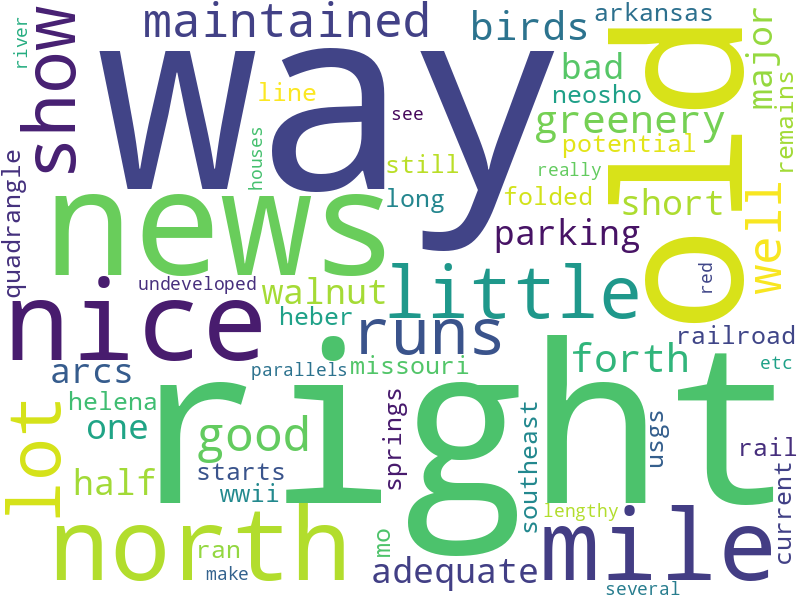 river
show
maintained
birds
arkansas
major
way
old
bad
line
see
neosho
greenery
remains
houses
still
potential
really
quadrangle
news
long
folded
short
well
parking
undeveloped
nice
walnut
little
red
heber
runs
railroad
arcs
parallels
missouri
forth
etc
helena
right
one
good
springs
southeast
usgs
rail
lot
half
starts
wwii
current
north
ran
mo
lengthy
mile
make
adequate
several